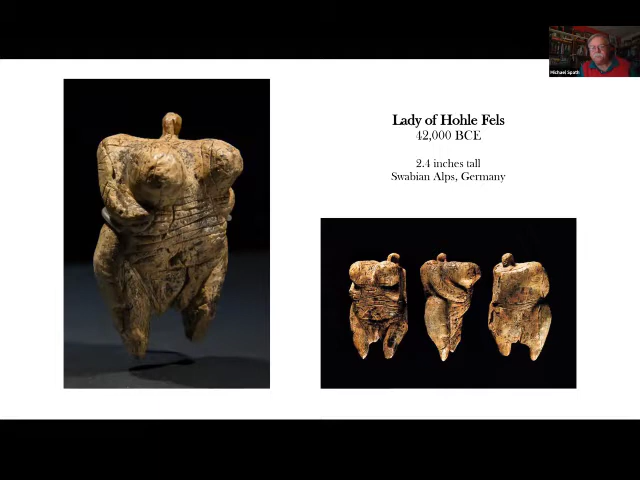 Michael Spath
Lady of Hohle Fels
42,000 BCE
2.4 inches tall
Swabian Alps, Germany